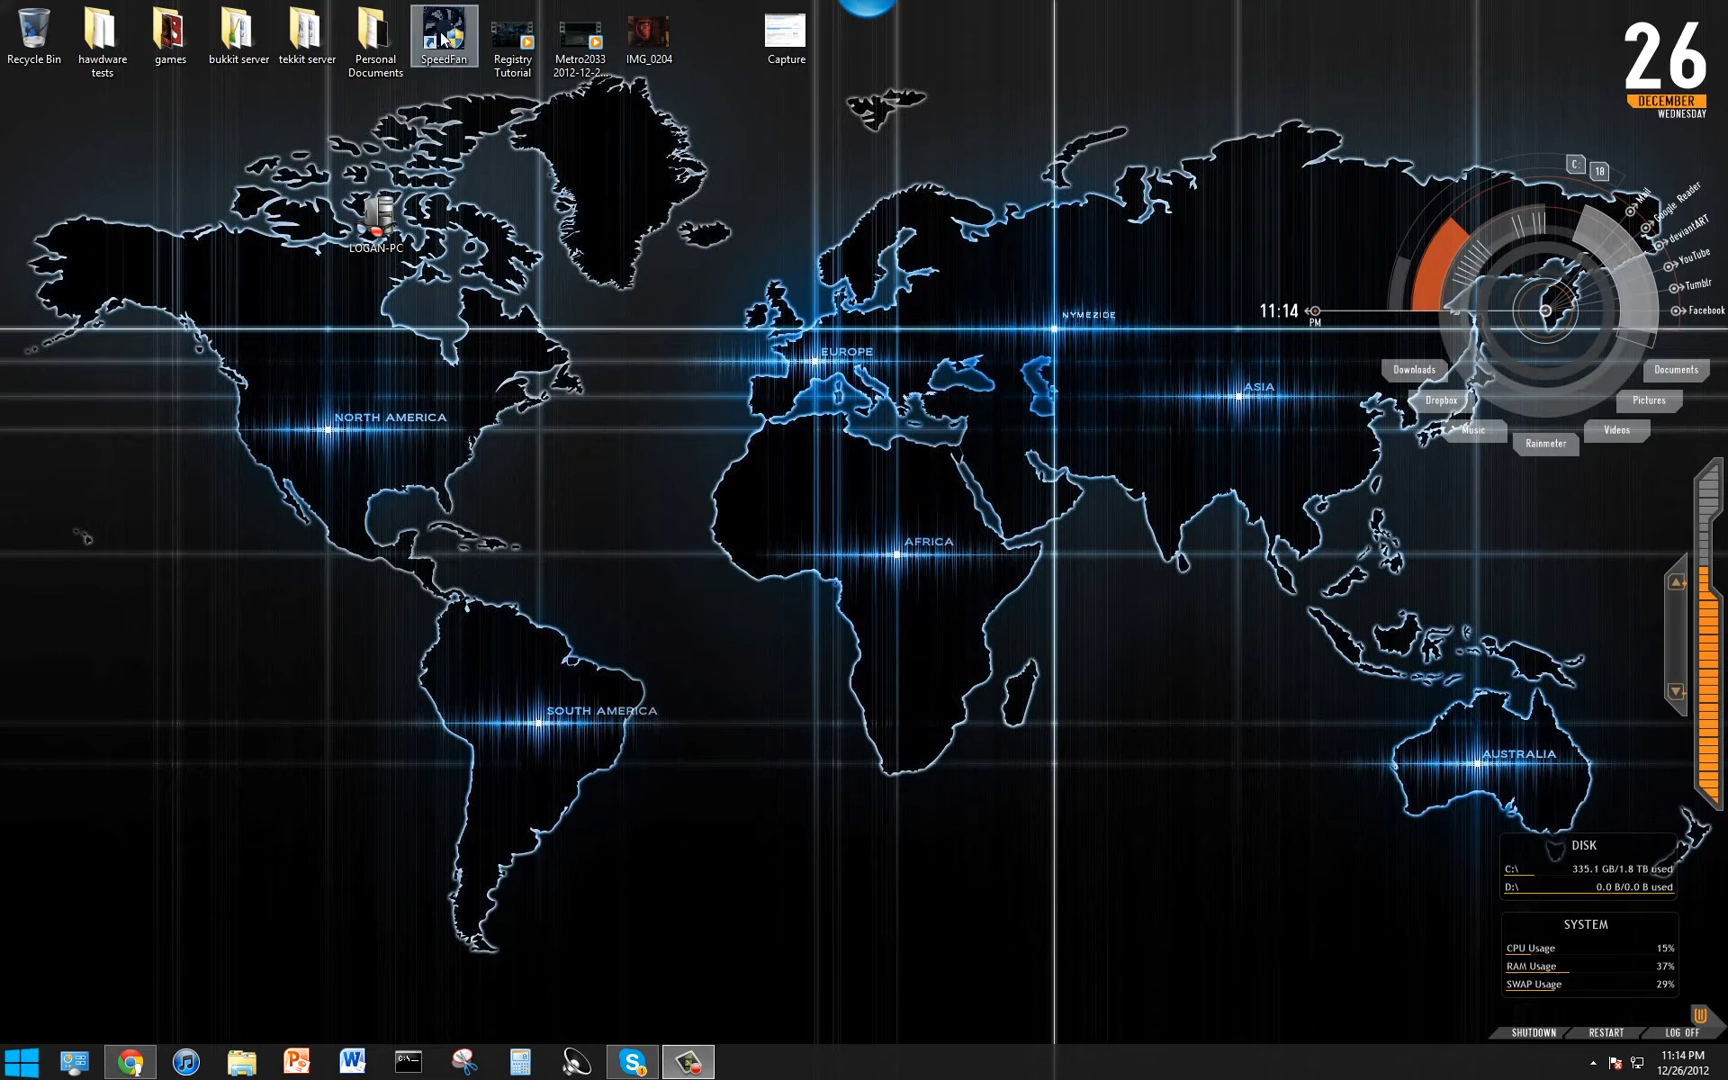 Recycle Bin
hawdware
tests
games
bukkit server
tekkit server
Personal
Documents
SpeedFan
Registry
Tutorial
Metro2033
2012-12-2...
IMG_0204
Capture
26
DECEMBER
WEDNESDAY
C:
18
Mail
Google Reader
deviantART
YouTube
Tumblr
Facebook
11:14
PM
LOGAN-PC
NYMEZIDE
EUROPE
ASIA
NORTH AMERICA
AFRICA
SOUTH AMERICA
AUSTRALIA
Downloads
Documents
Dropbox
Pictures
Music
Videos
Rainmeter
DISK
C:\ 335.1 GB/1.8 TB used
D:\ 0.0 B/0.0 B used
SYSTEM
CPU Usage 15%
RAM Usage 37%
SWAP Usage 29%
SHUTDOWN RESTART LOG OFF
11:14 PM
12/26/2012